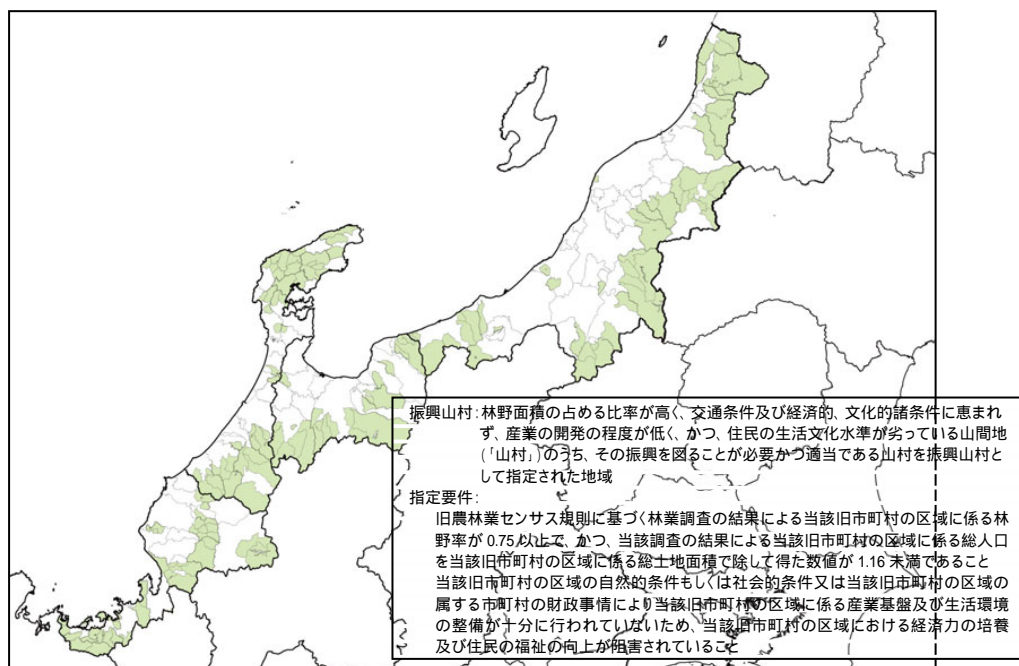 振興山村：林野面積の占める比率が高く、交通条件及び経済的、文化的諸条件に恵まれ
ず、産業の開発の程度が低く、かつ、住民の生活文化水準が劣っている山間地
（「山村」）のうち、その振興を図ることが必要かつ適当である山村を振興山村と
して指定された地域
指定要件：
旧農林業センサス規則に基づく林業調査の結果による当該旧市町村の区域に係る林
野率が 0.75 以上で、かつ、当該調査の結果による当該旧市町村の区域に係る総人口
を当該旧市町村の区域に係る総土地面積で除して得た数値が 1.16 未満であること
当該旧市町村の区域の自然的条件もしくは社会的条件又は当該旧市町村の区域の
属する市町村の財政事情により当該旧市町村の区域に係る産業基盤及び生活環境
の整備が十分に行われていないため、当該旧市町村の区域における経済力の培養
及び住民の福祉の向上が阻害されていること